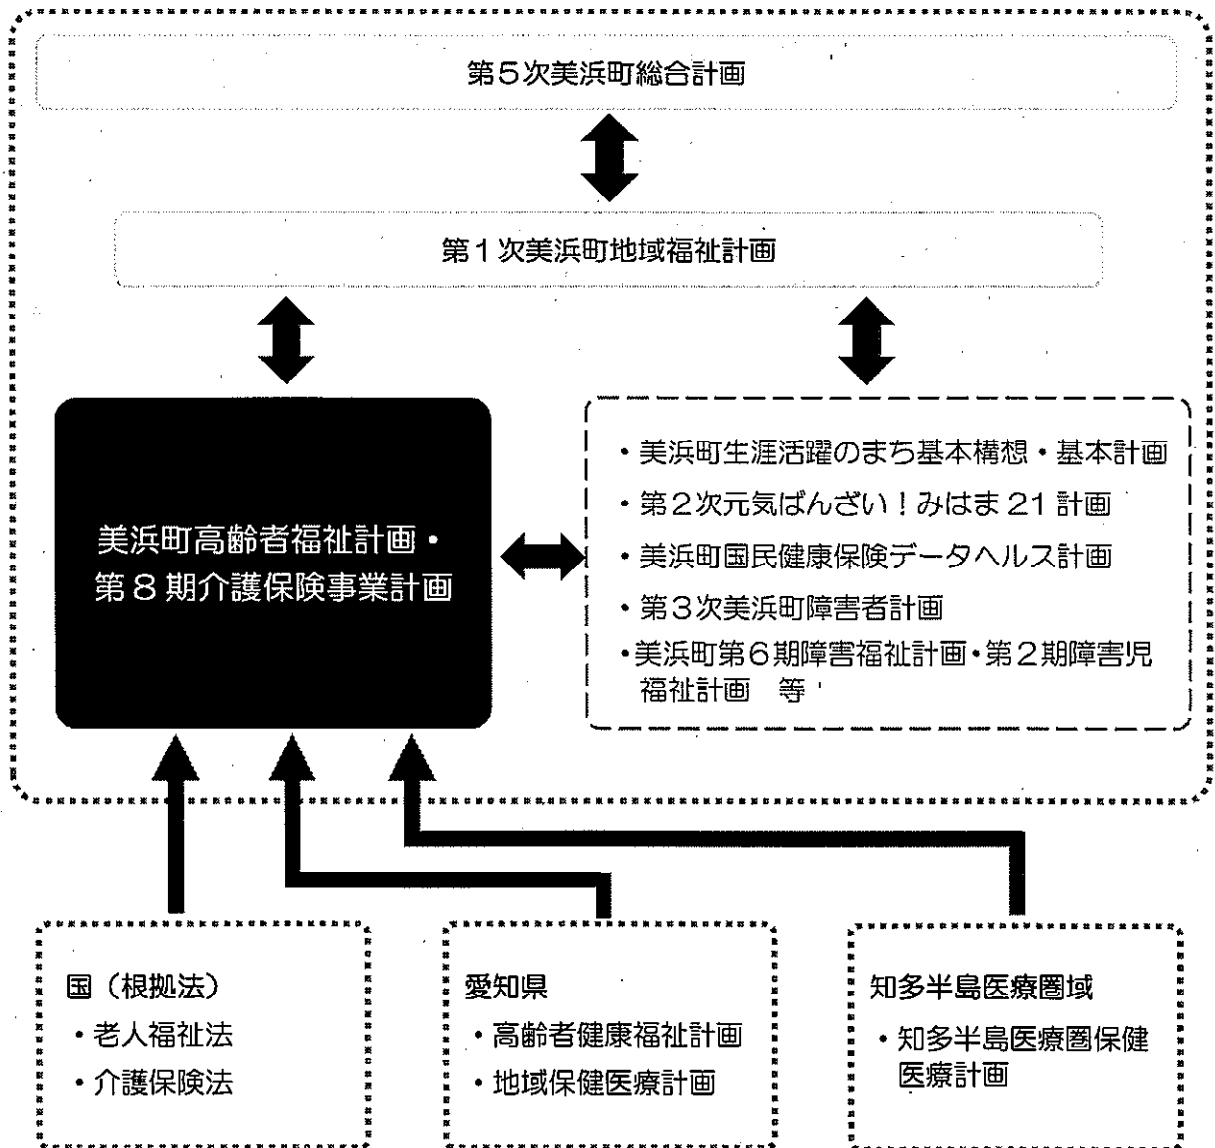 第5次美浜町総合計画
第1次美浜町地域福祉計画
美浜町高齢者福祉計画・
第8期介護保険事業計画
・美浜町生涯活躍のまち基本構想・基本計画
・第2次元気ばんざい！みはま21計画
・美浜町国民健康保険データヘルス計画
・第3次美浜町障害者計画
・美浜町第6期障害福祉計画・第2期障害児
福祉計画　等
国（根拠法）
・老人福祉法
・介護保険法
愛知県
・高齢者健康福祉計画
・地域保健医療計画
知多半島医療圏域
・知多半島医療圏保健
医療計画